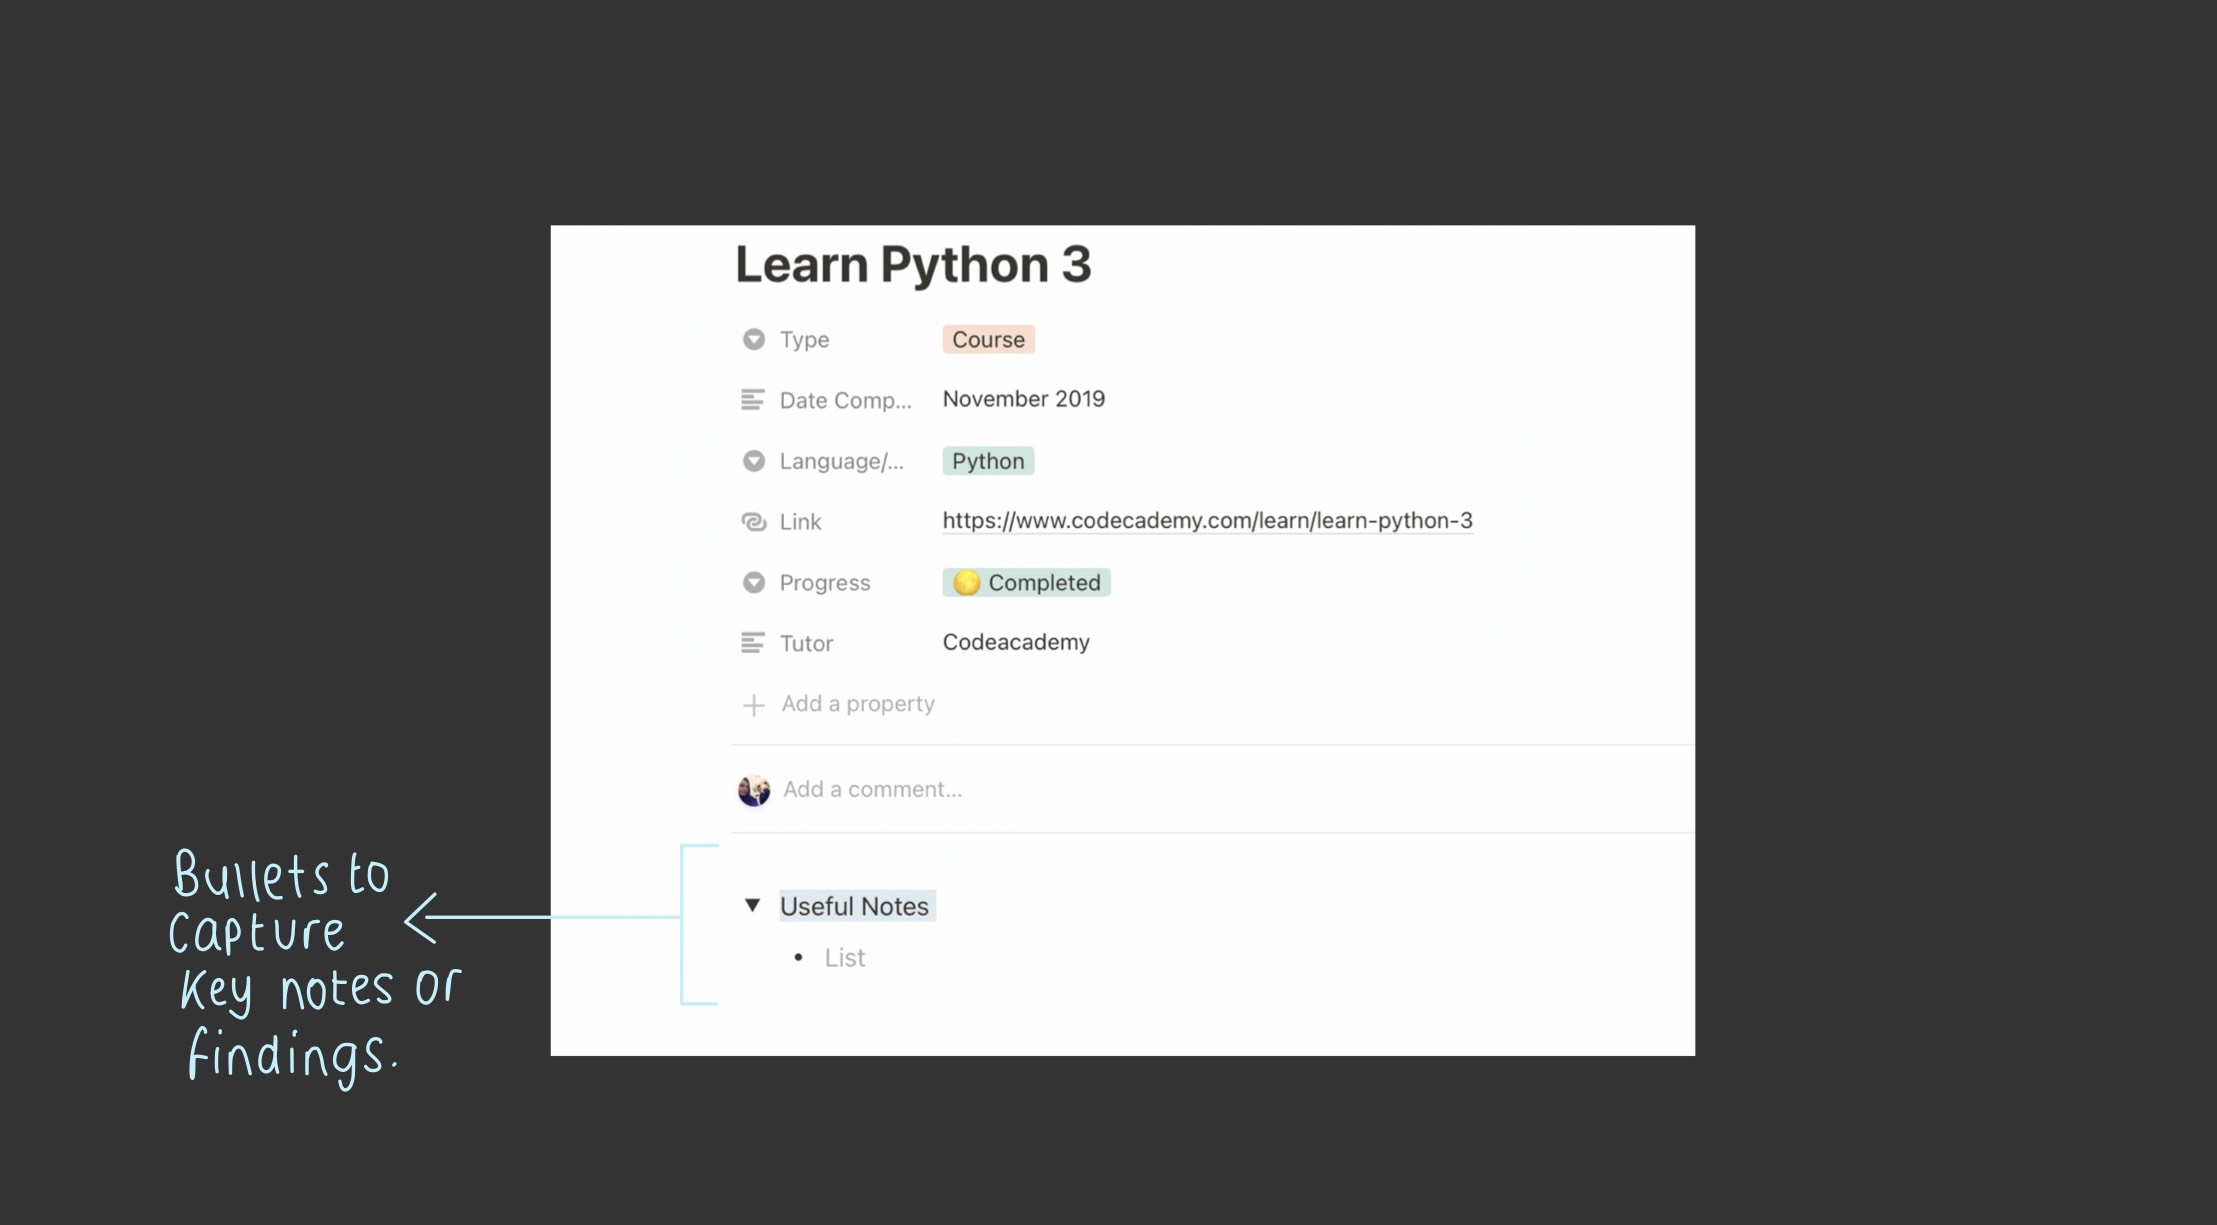 Learn Python 3
Type Course
Date Comp... November 2019
Language/... Python
Link https://www.codecademy.com/learn/learn-python-3
Progress Completed
Tutor Codeacademy
Add a property
Add a comment...
Useful Notes
• List
Bullets to
Capture
Key notes or
findings.